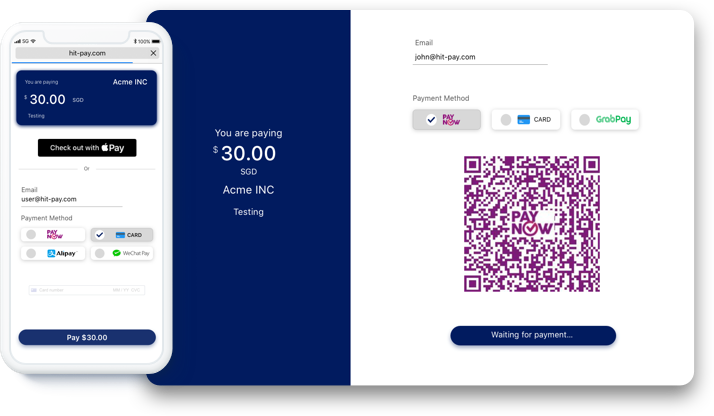 SG
100%
hit-pay.com
You are paying
Acme INC
$ 30.00 SGD
Testing
Check out with Pay
Or
Email
user@hit-pay.com
Payment Method
PAY NOW
CARD
Alipay
WeChat Pay
Card number MM / YY CVC
Pay $30.00
You are paying
$ 30.00
SGD
Acme INC
Testing
Email
john@hit-pay.com
Payment Method
PAY NOW
CARD
GrabPay
PAY
NOW
Waiting for payment...